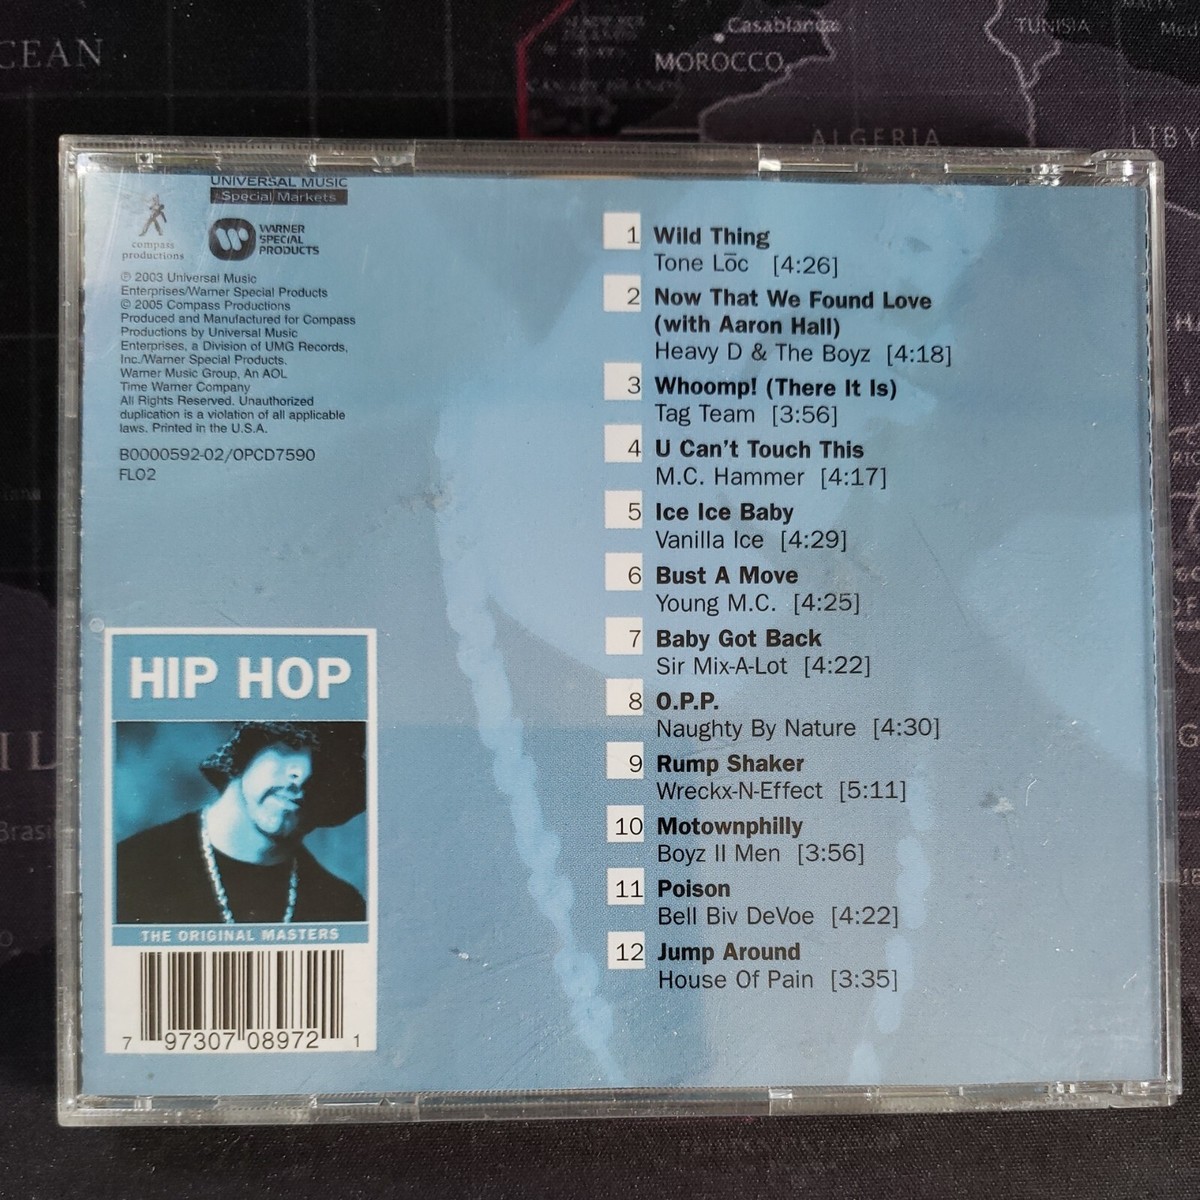 CEAN
Casablanca
MOROCCO
TUNISIA
Med
ALGERIA
LIBY
UNIVERSAL MUSIC
Special Markets
compass
productions
WARNER
SPECIAL
PRODUCTS
℗ 2003 Universal Music
Enterprises/Warner Special Products
© 2005 Compass Productions
Produced and Manufactured for Compass
Productions by Universal Music
Enterprises, a Division of UMG Records,
Inc./Warner Special Products.
Warner Music Group, An AOL
Time Warner Company
All Rights Reserved. Unauthorized
duplication is a violation of all applicable
laws. Printed in the U.S.A.
B0000592-02/OPCD7590
FLO2
1 Wild Thing
Tone Lōc [4:26]
2 Now That We Found Love
(with Aaron Hall)
Heavy D & The Boyz [4:18]
3 Whoomp! (There It Is)
Tag Team [3:56]
4 U Can't Touch This
M.C. Hammer [4:17]
5 Ice Ice Baby
Vanilla Ice [4:29]
6 Bust A Move
Young M.C. [4:25]
7 Baby Got Back
Sir Mix-A-Lot [4:22]
8 O.P.P.
Naughty By Nature [4:30]
9 Rump Shaker
Wreckx-N-Effect [5:11]
10 Motownphilly
Boyz II Men [3:56]
11 Poison
Bell Biv DeVoe [4:22]
12 Jump Around
House Of Pain [3:35]
HIP HOP
THE ORIGINAL MASTERS
7 97307 08972 1
Brasil